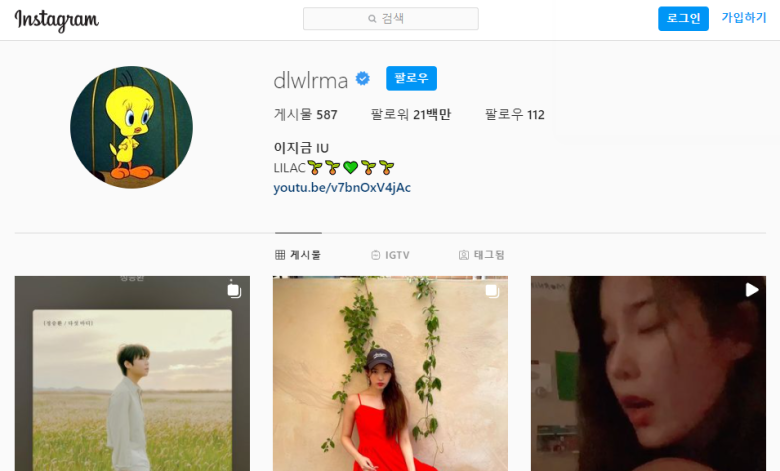 Instagram
검색
로그인 가입하기
dlwlrma 팔로우
게시물 587 팔로워 21백만 팔로우 112
이지금 IU
LILAC🌱🌱💚🌱🌱
youtu.be/v7bnOxV4jAc
게시물 IGTV 태그됨